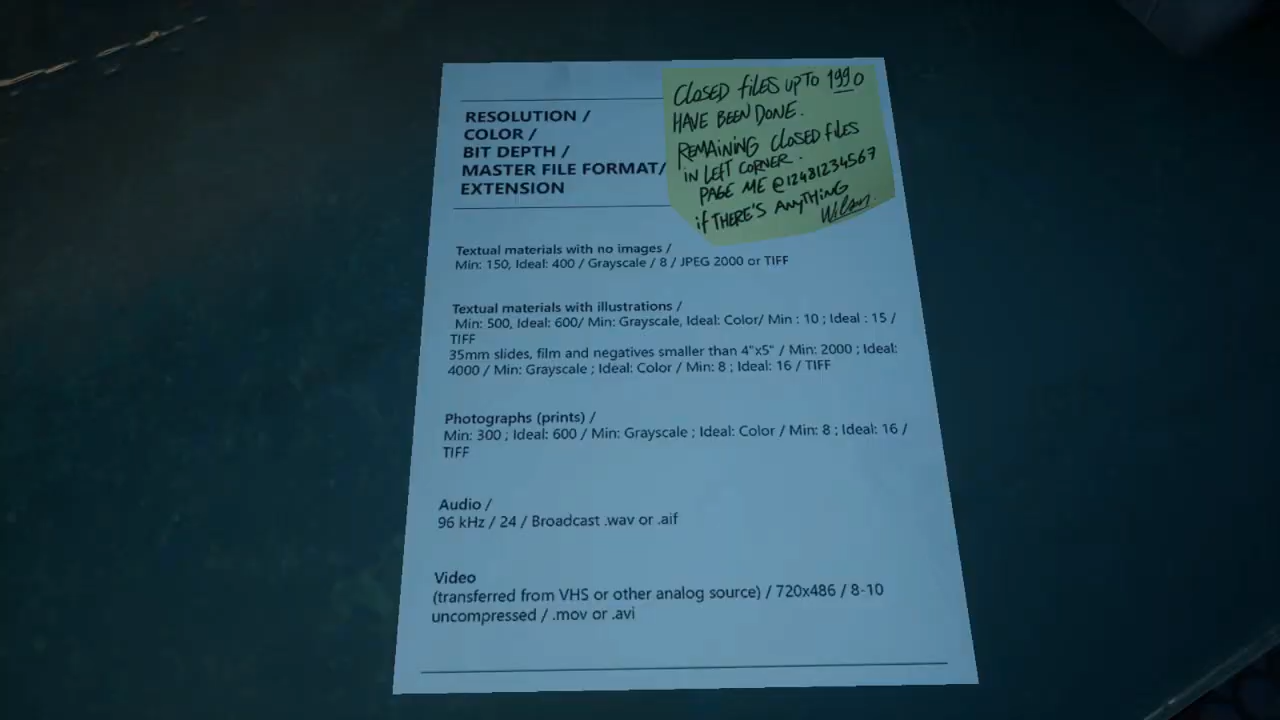 RESOLUTION /
COLOR /
BIT DEPTH /
MASTER FILE FORMAT/
EXTENSION
CLOSED filES UPTO 1990
HAVE BEEN DONE.
REMAINING CLOSED filES
iN LEFT CORNER.
PAGE ME @12481234567
if THERE'S ANYTHiNG
Wilson.
Textual materials with no images /
Min: 150, Ideal: 400 / Grayscale / 8 / JPEG 2000 or TIFF
Textual materials with illustrations /
Min: 500, Ideal: 600/ Min: Grayscale, Ideal: Color/ Min : 10 ; Ideal : 15 /
TIFF
35mm slides, film and negatives smaller than 4"x5" / Min: 2000 ; Ideal:
4000 / Min: Grayscale ; Ideal: Color / Min: 8 ; Ideal: 16 / TIFF
Photographs (prints) /
Min: 300 ; Ideal: 600 / Min: Grayscale ; Ideal: Color / Min: 8 ; Ideal: 16 /
TIFF
Audio /
96 kHz / 24 / Broadcast .wav or .aif
Video
(transferred from VHS or other analog source) / 720x486 / 8-10
uncompressed / .mov or .avi